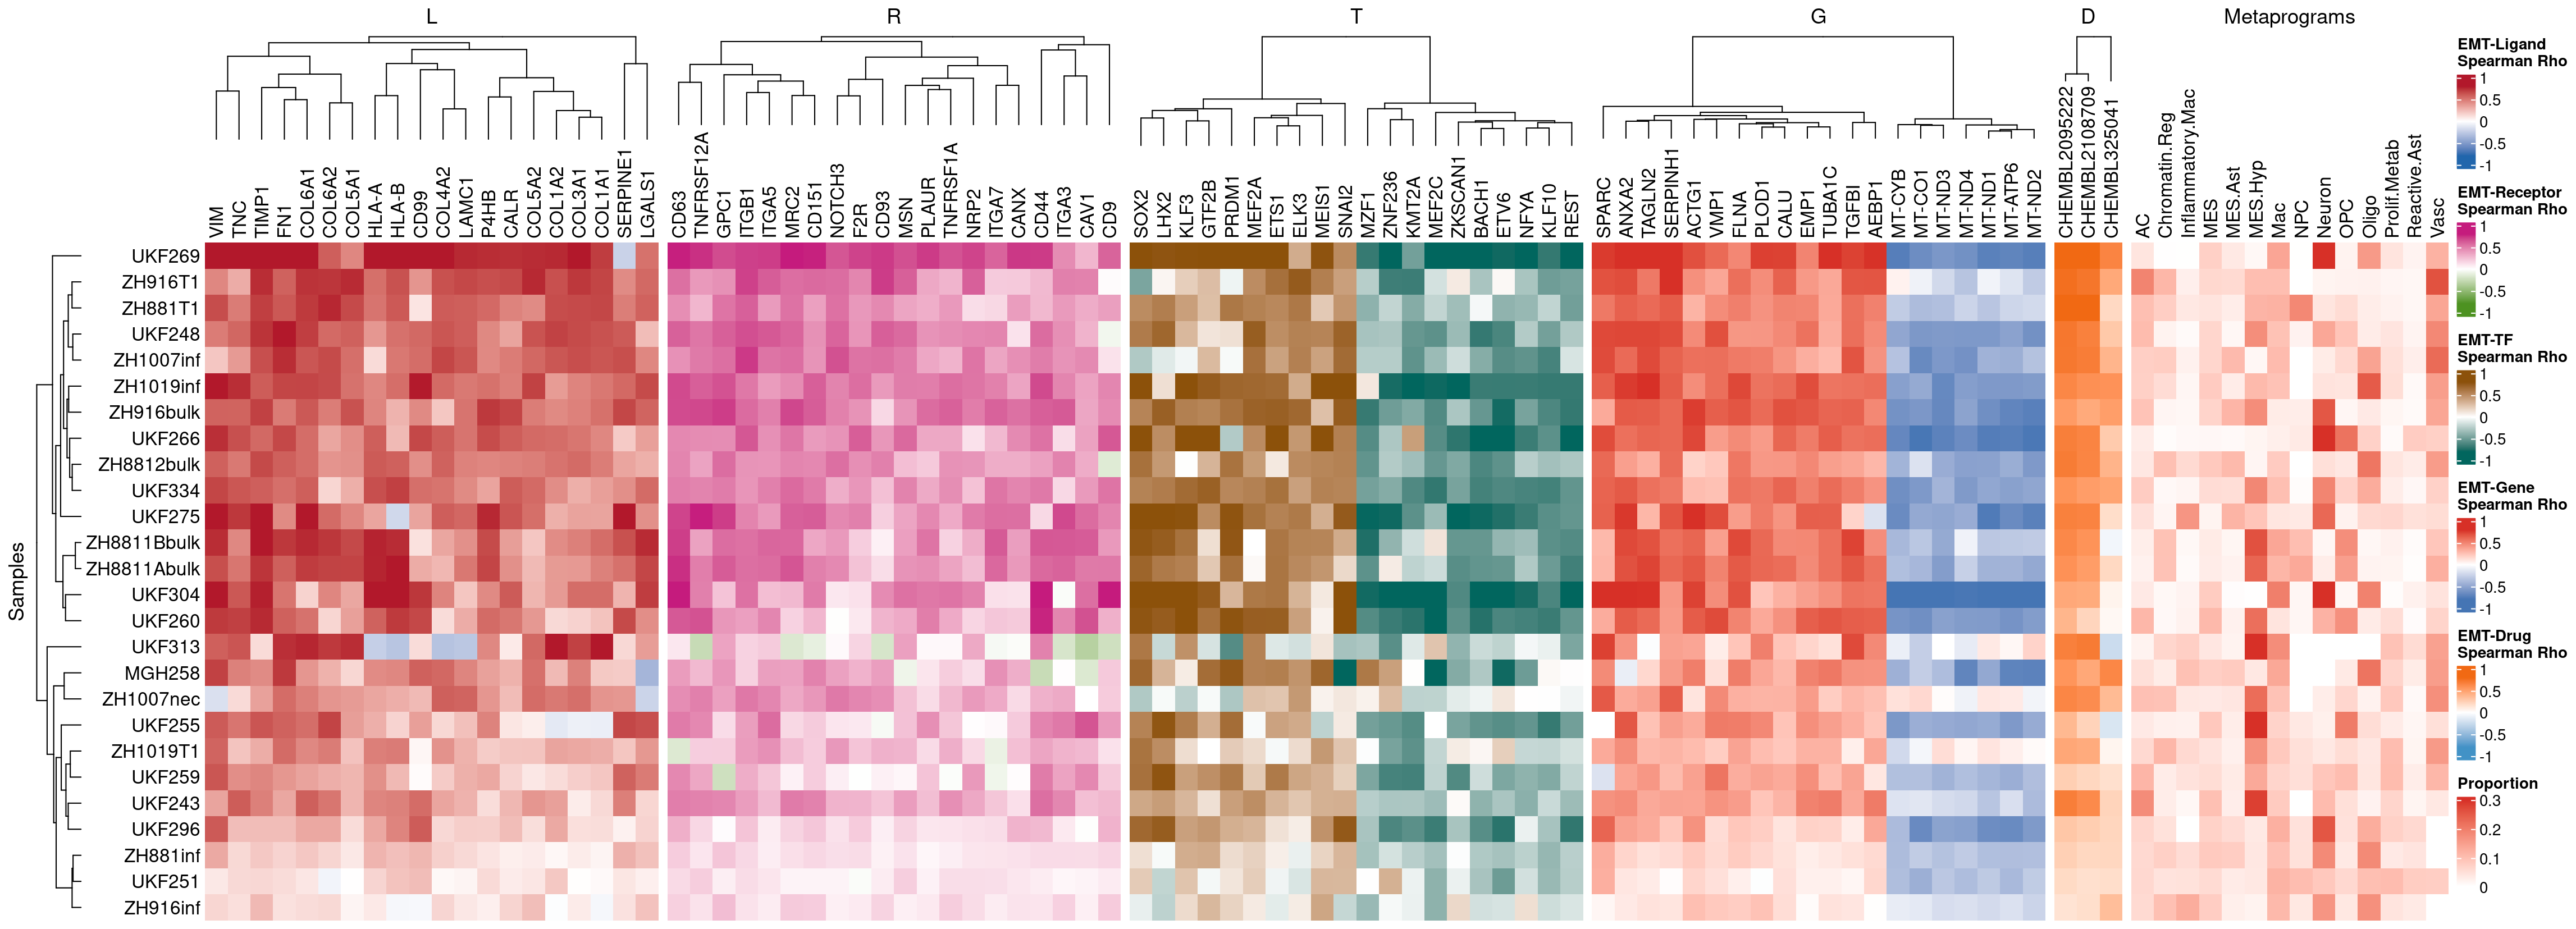 L R T G D Metaprograms
VIM TNC TIMP1 FN1 COL6A1 COL6A2 COL5A1 HLA-A HLA-B CD99 COL4A2 LAMC1 P4HB CALR COL5A2 COL1A2 COL3A1 COL1A1 SERPINE1 LGALS1
CD63 TNFRSF12A GPC1 ITGB1 ITGA5 MRC2 CD151 NOTCH3 F2R CD93 MSN PLAUR TNFRSF1A NRP2 ITGA7 CANX CD44 ITGA3 CAV1 CD9
SOX2 LHX2 KLF3 GTF2B PRDM1 MEF2A ETS1 ELK3 MEIS1 SNAI2 MZF1 ZNF236 KMT2A MEF2C ZKSCAN1 BACH1 ETV6 NFYA KLF10 REST
SPARC ANXA2 TAGLN2 SERPINH1 ACTG1 VMP1 FLNA PLOD1 CALU EMP1 TUBA1C TGFBI AEBP1 MT-CYB MT-CO1 MT-ND3 MT-ND4 MT-ND1 MT-ATP6 MT-ND2
CHEMBL2095222 CHEMBL2108709 CHEMBL325041
AC Chromatin.Reg Inflammatory.Mac MES MES.Ast MES.Hyp Mac NPC Neuron OPC Oligo Prolif.Metab Reactive.Ast Vasc
Samples
UKF269
ZH916T1
ZH881T1
UKF248
ZH1007inf
ZH1019inf
ZH916bulk
UKF266
ZH8812bulk
UKF334
UKF275
ZH8811Bbulk
ZH8811Abulk
UKF304
UKF260
UKF313
MGH258
ZH1007nec
UKF255
ZH1019T1
UKF259
UKF243
UKF296
ZH881inf
UKF251
ZH916inf
EMT-Ligand
Spearman Rho
1
0.5
0
-0.5
-1
EMT-Receptor
Spearman Rho
1
0.5
0
-0.5
-1
EMT-TF
Spearman Rho
1
0.5
0
-0.5
-1
EMT-Gene
Spearman Rho
1
0.5
0
-0.5
-1
EMT-Drug
Spearman Rho
1
0.5
0
-0.5
-1
Proportion
0.3
0.2
0.1
0